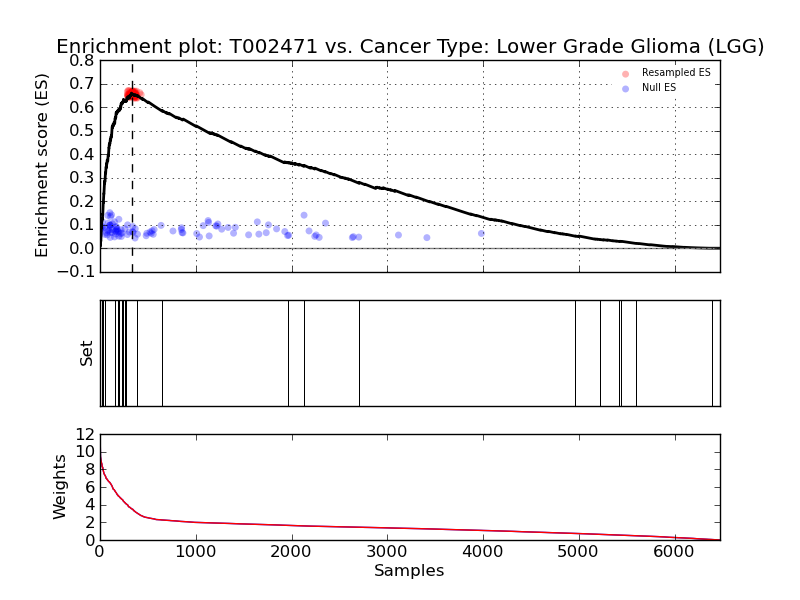 Enrichment plot: T002471 vs. Cancer Type: Lower Grade Glioma (LGG)
0.8
0.7
0.6
0.5
0.4
0.3
0.2
0.1
0.0
−0.1
Enrichment score (ES)
Resampled ES
Null ES
Set
12
10
8
6
4
2
0
Weights
0 1000 2000 3000 4000 5000 6000
Samples